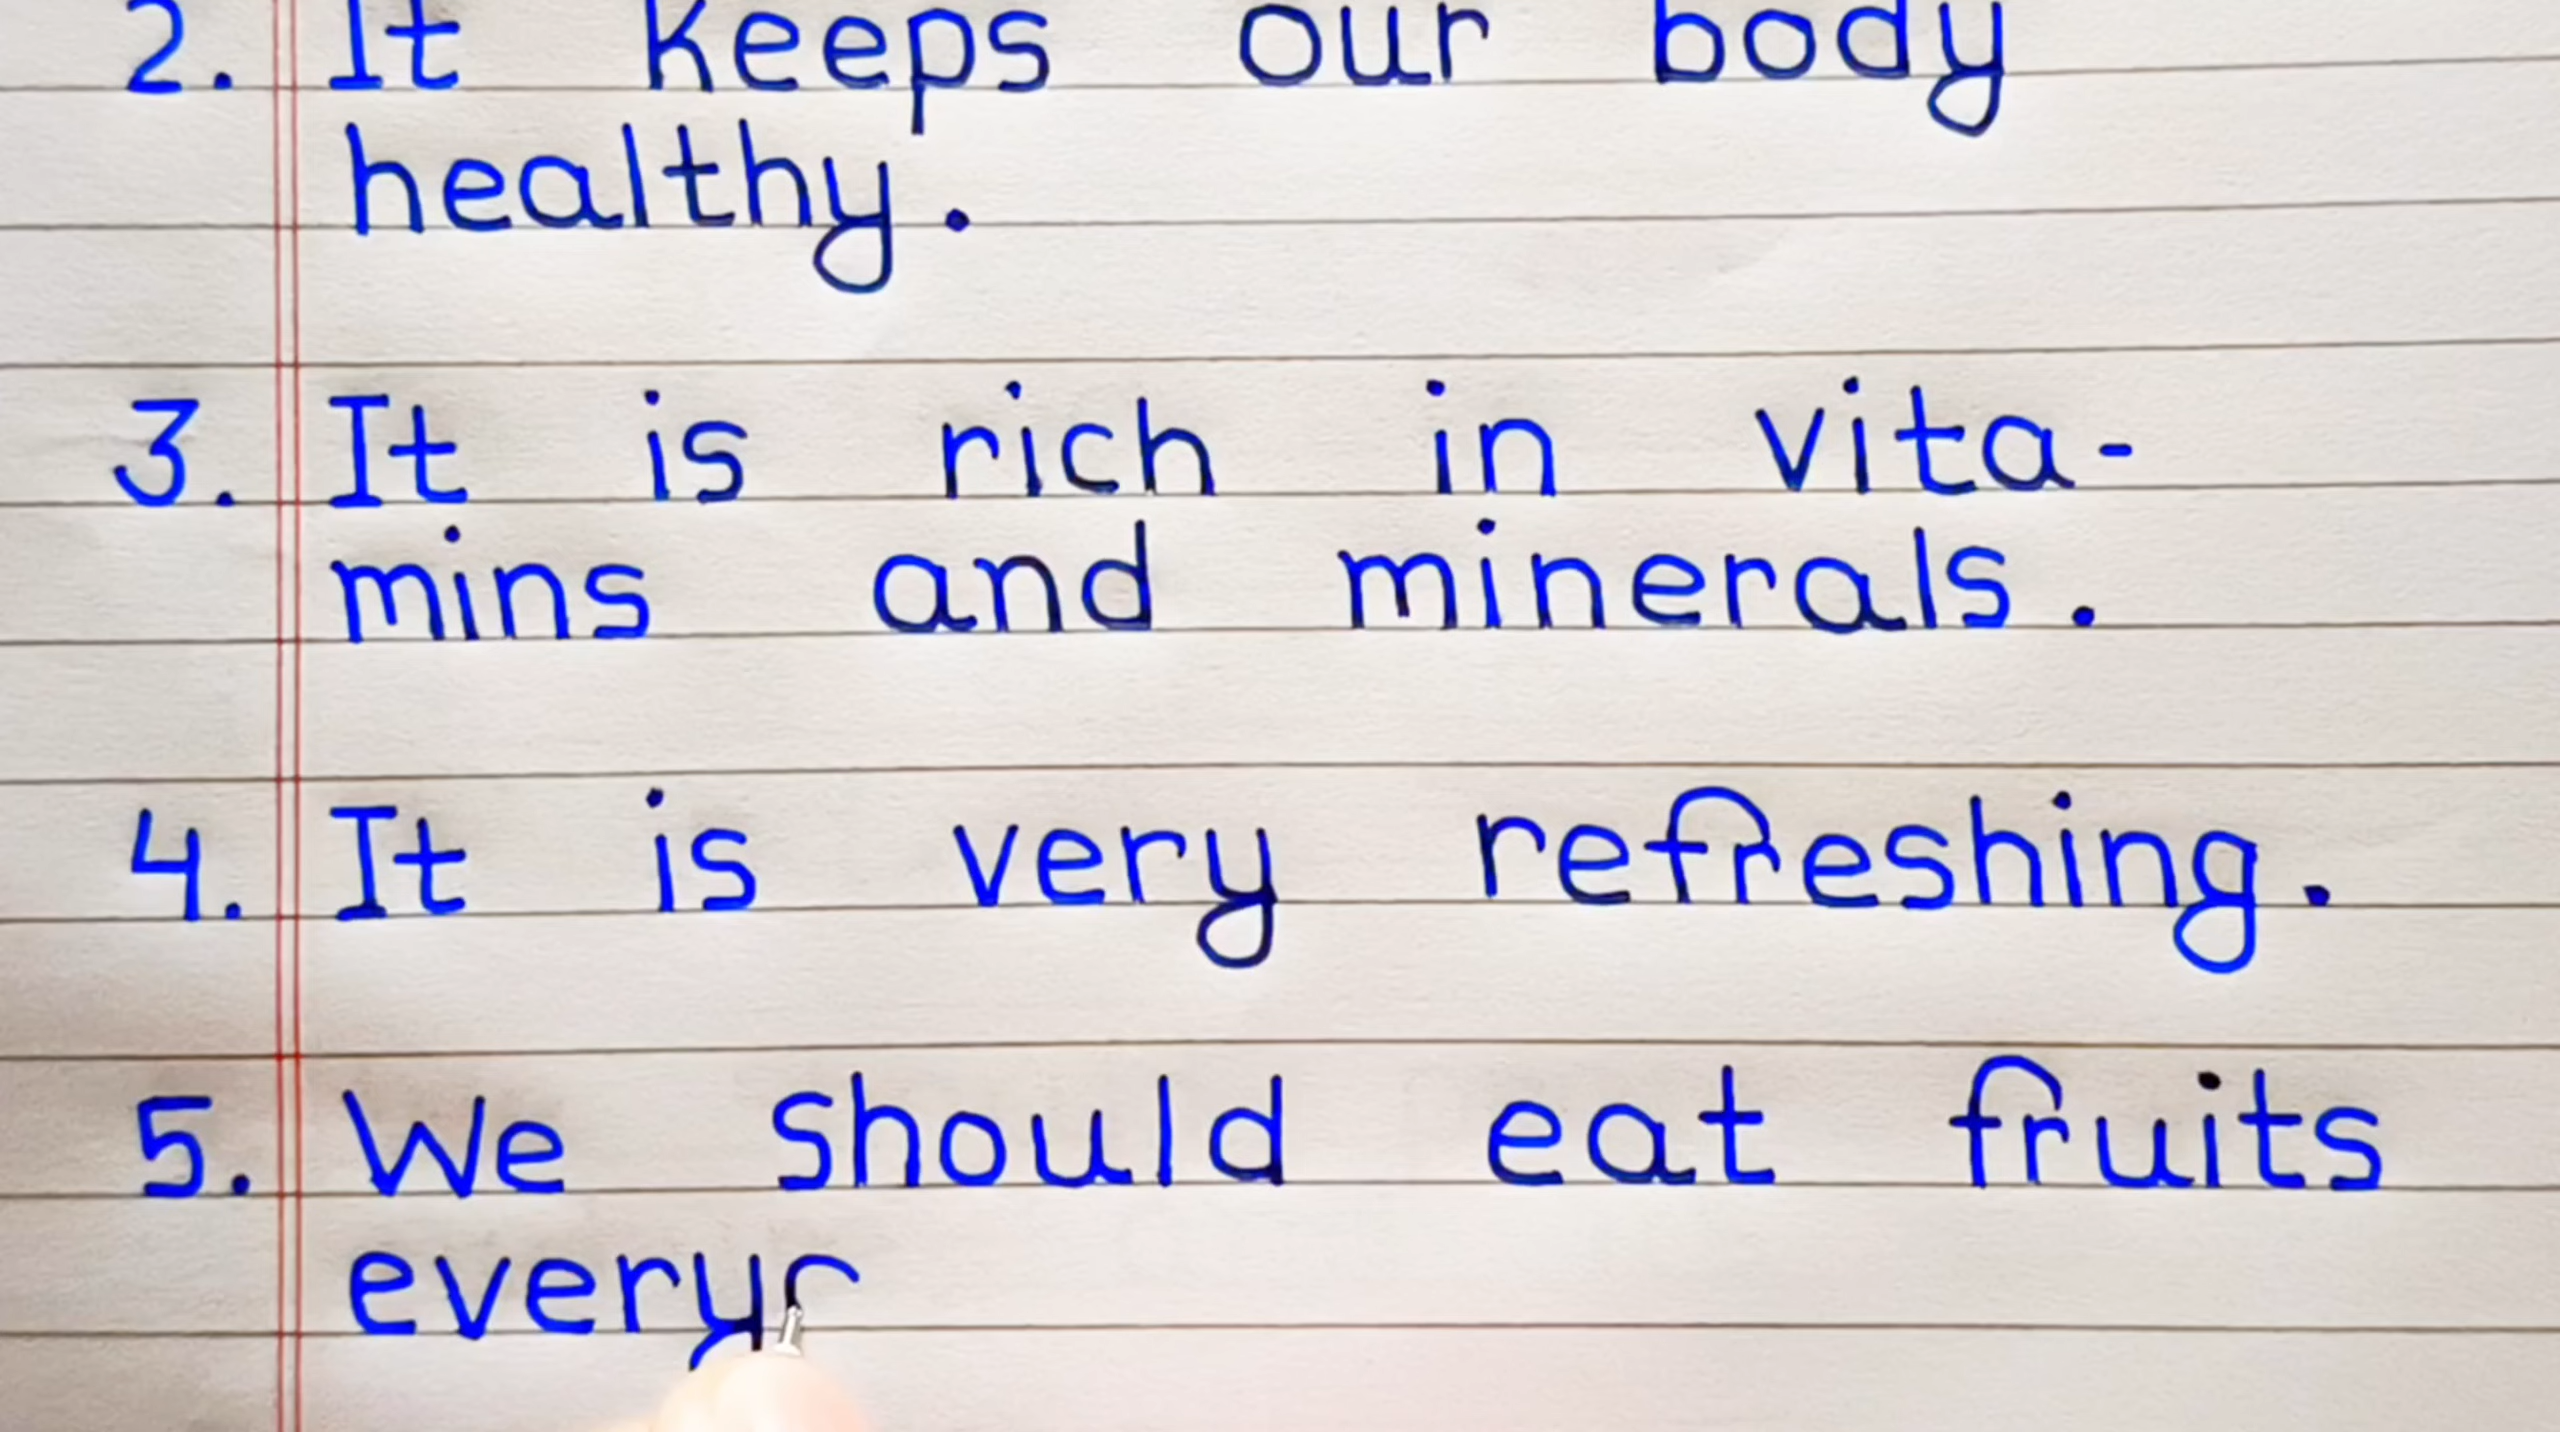 2. It keeps our body
healthy.
3. It is rich in vita-
mins and minerals.
4. It is very refreshing.
5. We should eat fruits
every